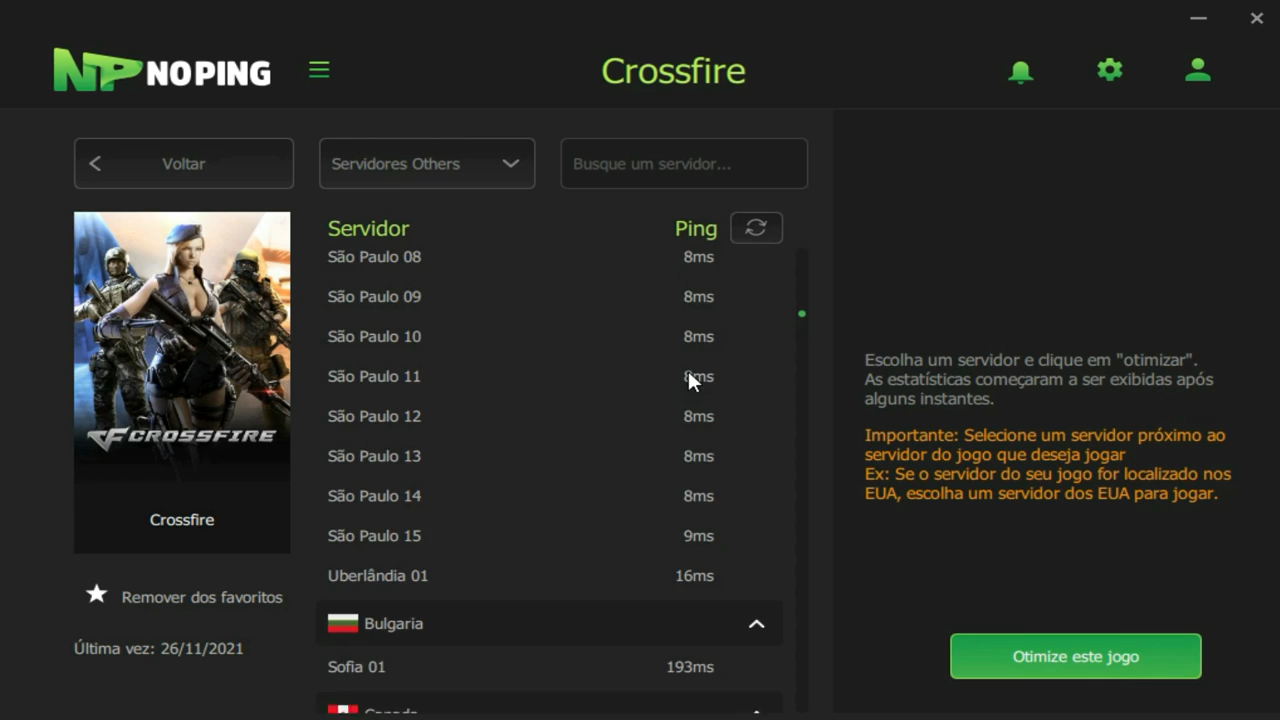 NP NOPING
Crossfire
Voltar
Servidores Others
Busque um servidor...
Servidor Ping
São Paulo 08 8ms
São Paulo 09 8ms
São Paulo 10 8ms
São Paulo 11 8ms
São Paulo 12 8ms
São Paulo 13 8ms
São Paulo 14 8ms
São Paulo 15 9ms
Uberlândia 01 16ms
Bulgaria
Sofia 01 193ms
Canada
CF CROSSFIRE
Crossfire
Remover dos favoritos
Última vez: 26/11/2021
Escolha um servidor e clique em "otimizar".
As estatísticas começaram a ser exibidas após
alguns instantes.
Importante: Selecione um servidor próximo ao
servidor do jogo que deseja jogar
Ex: Se o servidor do seu jogo for localizado nos
EUA, escolha um servidor dos EUA para jogar.
Otimize este jogo